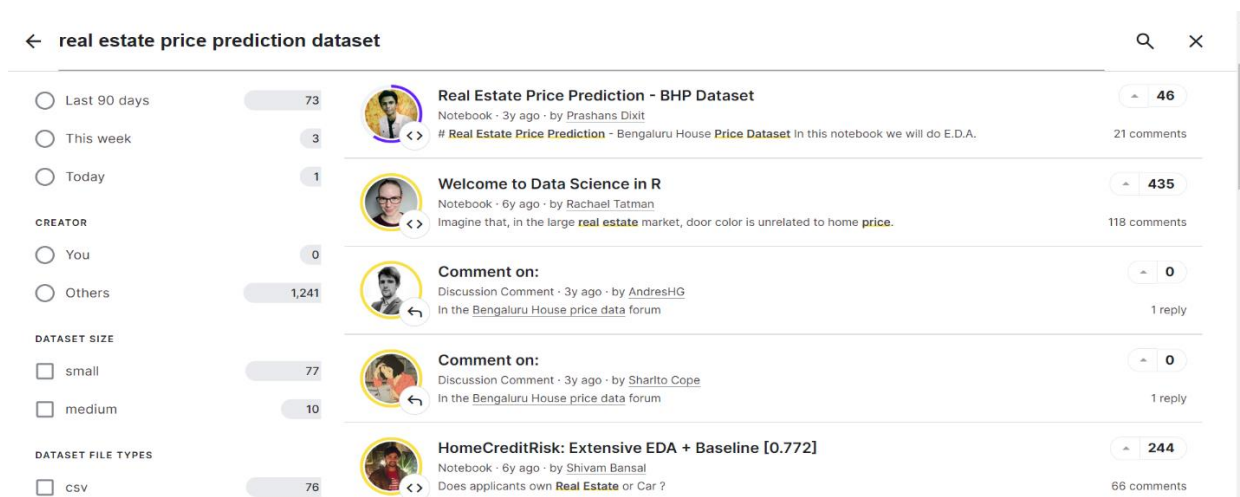 real estate price prediction dataset
Last 90 days 73
This week 3
Today 1
CREATOR
You 0
Others 1,241
DATASET SIZE
small 77
medium 10
DATASET FILE TYPES
CSV 76
Real Estate Price Prediction - BHP Dataset
46
Notebook · 3y ago · by Prashans Dixit
# Real Estate Price Prediction - Bengaluru House Price Dataset In this notebook we will do E.D.A.
21 comments
Welcome to Data Science in R
435
Notebook · 6y ago · by Rachael Tatman
Imagine that, in the large real estate market, door color is unrelated to home price.
118 comments
Comment on:
0
Discussion Comment · 3y ago · by AndresHG
In the Bengaluru House price data forum
1 reply
Comment on:
0
Discussion Comment · 3y ago · by Sharlto Cope
In the Bengaluru House price data forum
1 reply
HomeCreditRisk: Extensive EDA + Baseline [0.772]
244
Notebook · 6y ago · by Shivam Bansal
Does applicants own Real Estate or Car ?
66 comments